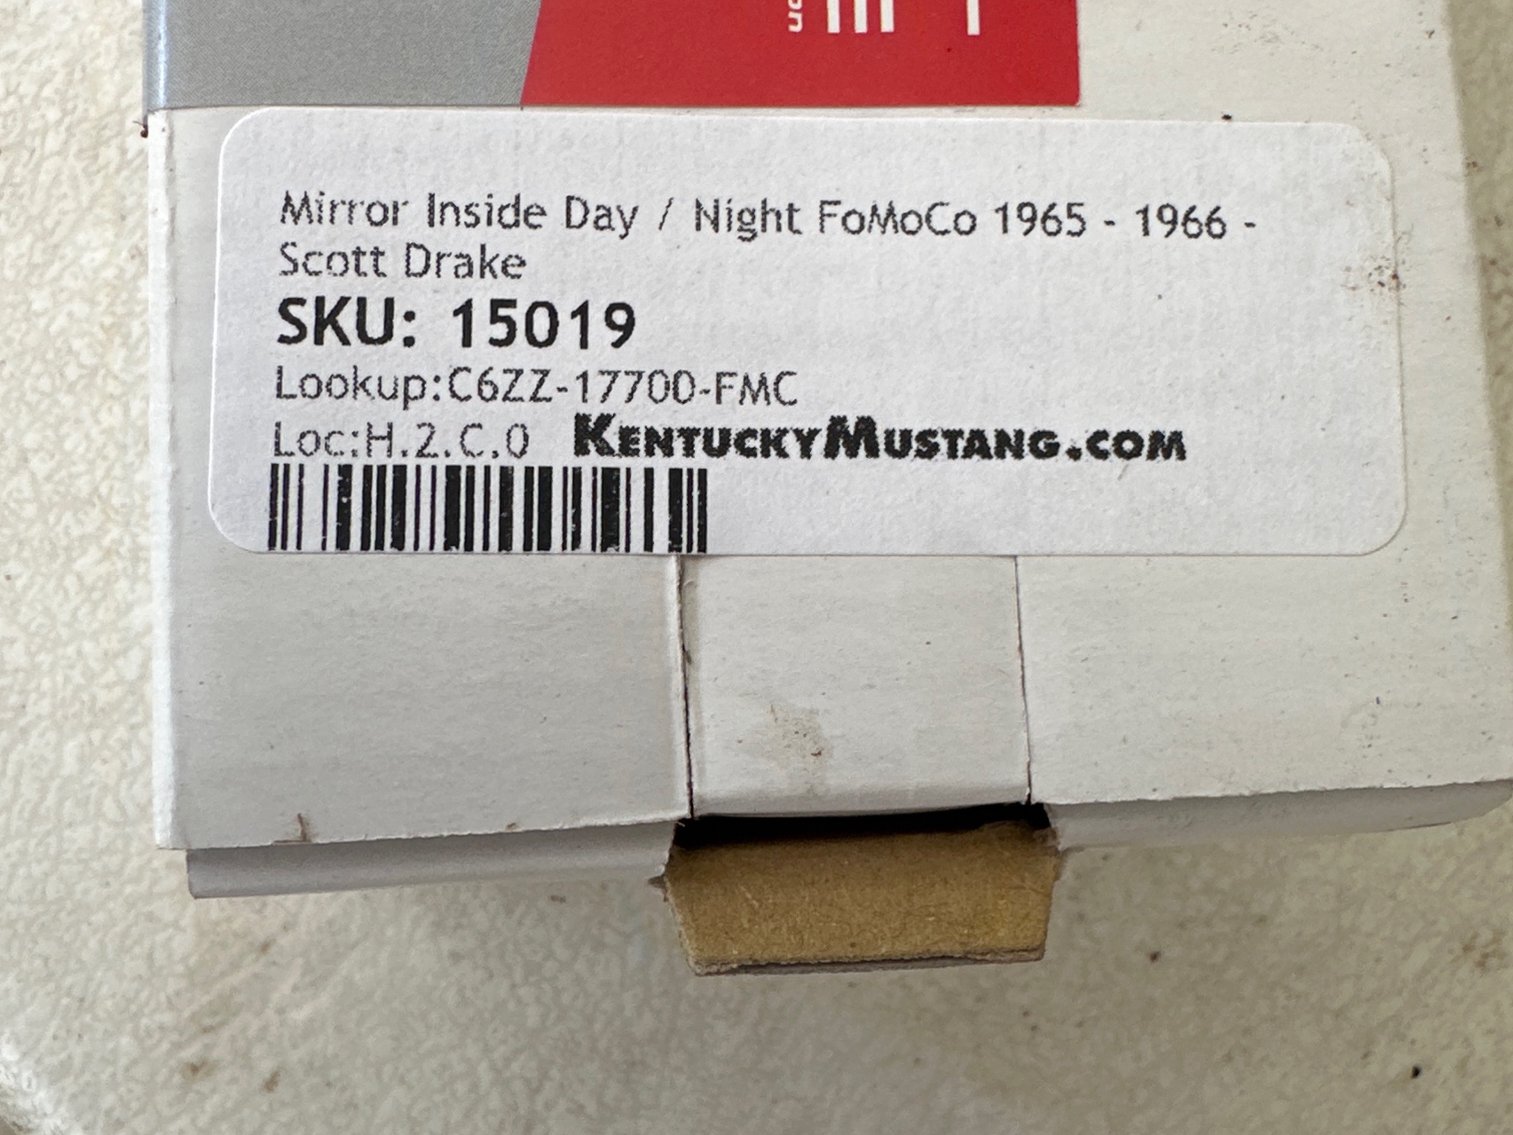 Mirror Inside Day / Night FoMoCo 1965 - 1966 -
Scott Drake
SKU: 15019
Lookup:C6ZZ-17700-FMC
Loc:H.2.C.0 KENTUCKYMUSTANG.COM